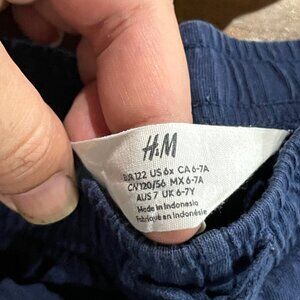 H&M
EUR 122 US 6x CA 6-7A
CN 120/56 MX 6-7A
AUS 7 UK 6-7Y
Made in Indonesia
Fabriqué en Indonésie